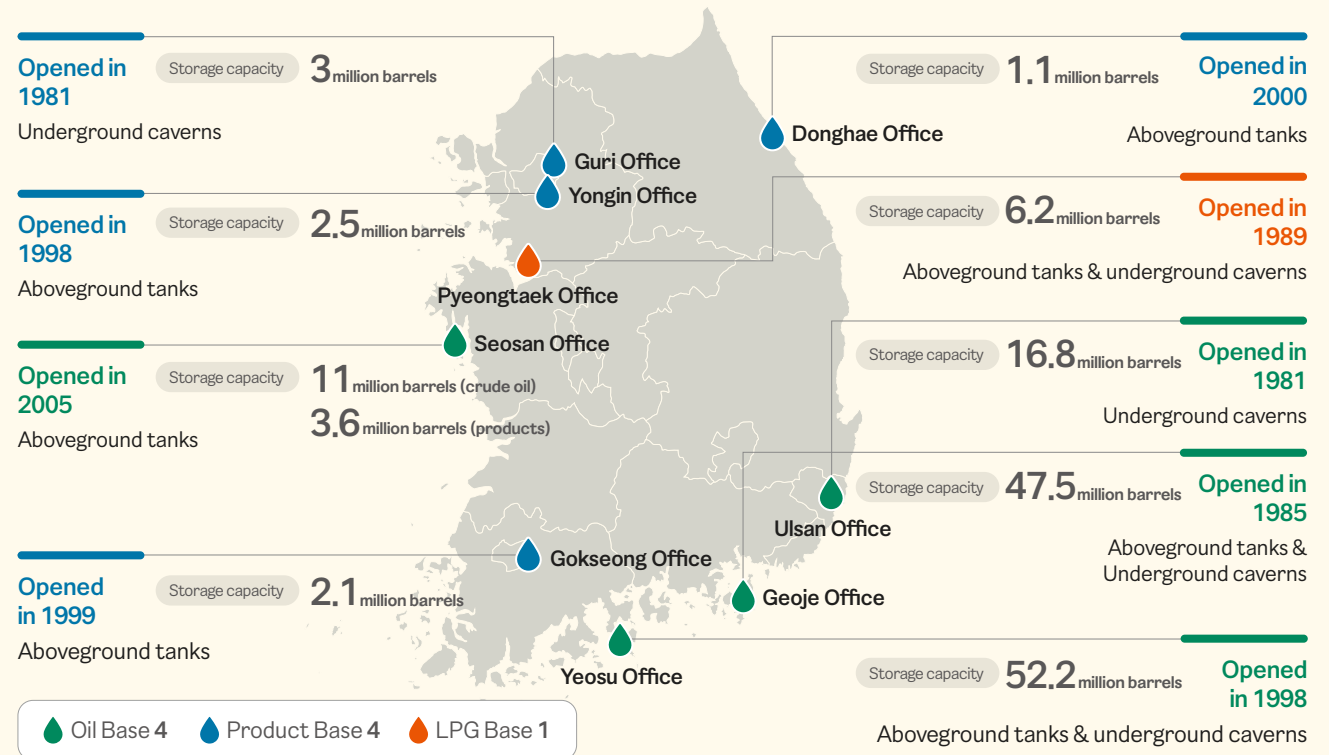 Opened in
1981
Storage capacity 3 million barrels
Underground caverns
Opened in
1998
Storage capacity 2.5 million barrels
Aboveground tanks
Opened in
2005
Storage capacity 11 million barrels (crude oil)
3.6 million barrels (products)
Aboveground tanks
Opened
in 1999
Storage capacity 2.1 million barrels
Aboveground tanks
Guri Office
Yongin Office
Pyeongtaek Office
Seosan Office
Gokseong Office
Donghae Office
Ulsan Office
Geoje Office
Yeosu Office
Storage capacity 1.1 million barrels
Opened in
2000
Aboveground tanks
Storage capacity 6.2 million barrels
Opened in
1989
Aboveground tanks & underground caverns
Storage capacity 16.8 million barrels
Opened in
1981
Underground caverns
Storage capacity 47.5 million barrels
Opened in
1985
Aboveground tanks &
Underground caverns
Storage capacity 52.2 million barrels
Opened
in 1998
Aboveground tanks & underground caverns
Oil Base 4 Product Base 4 LPG Base 1